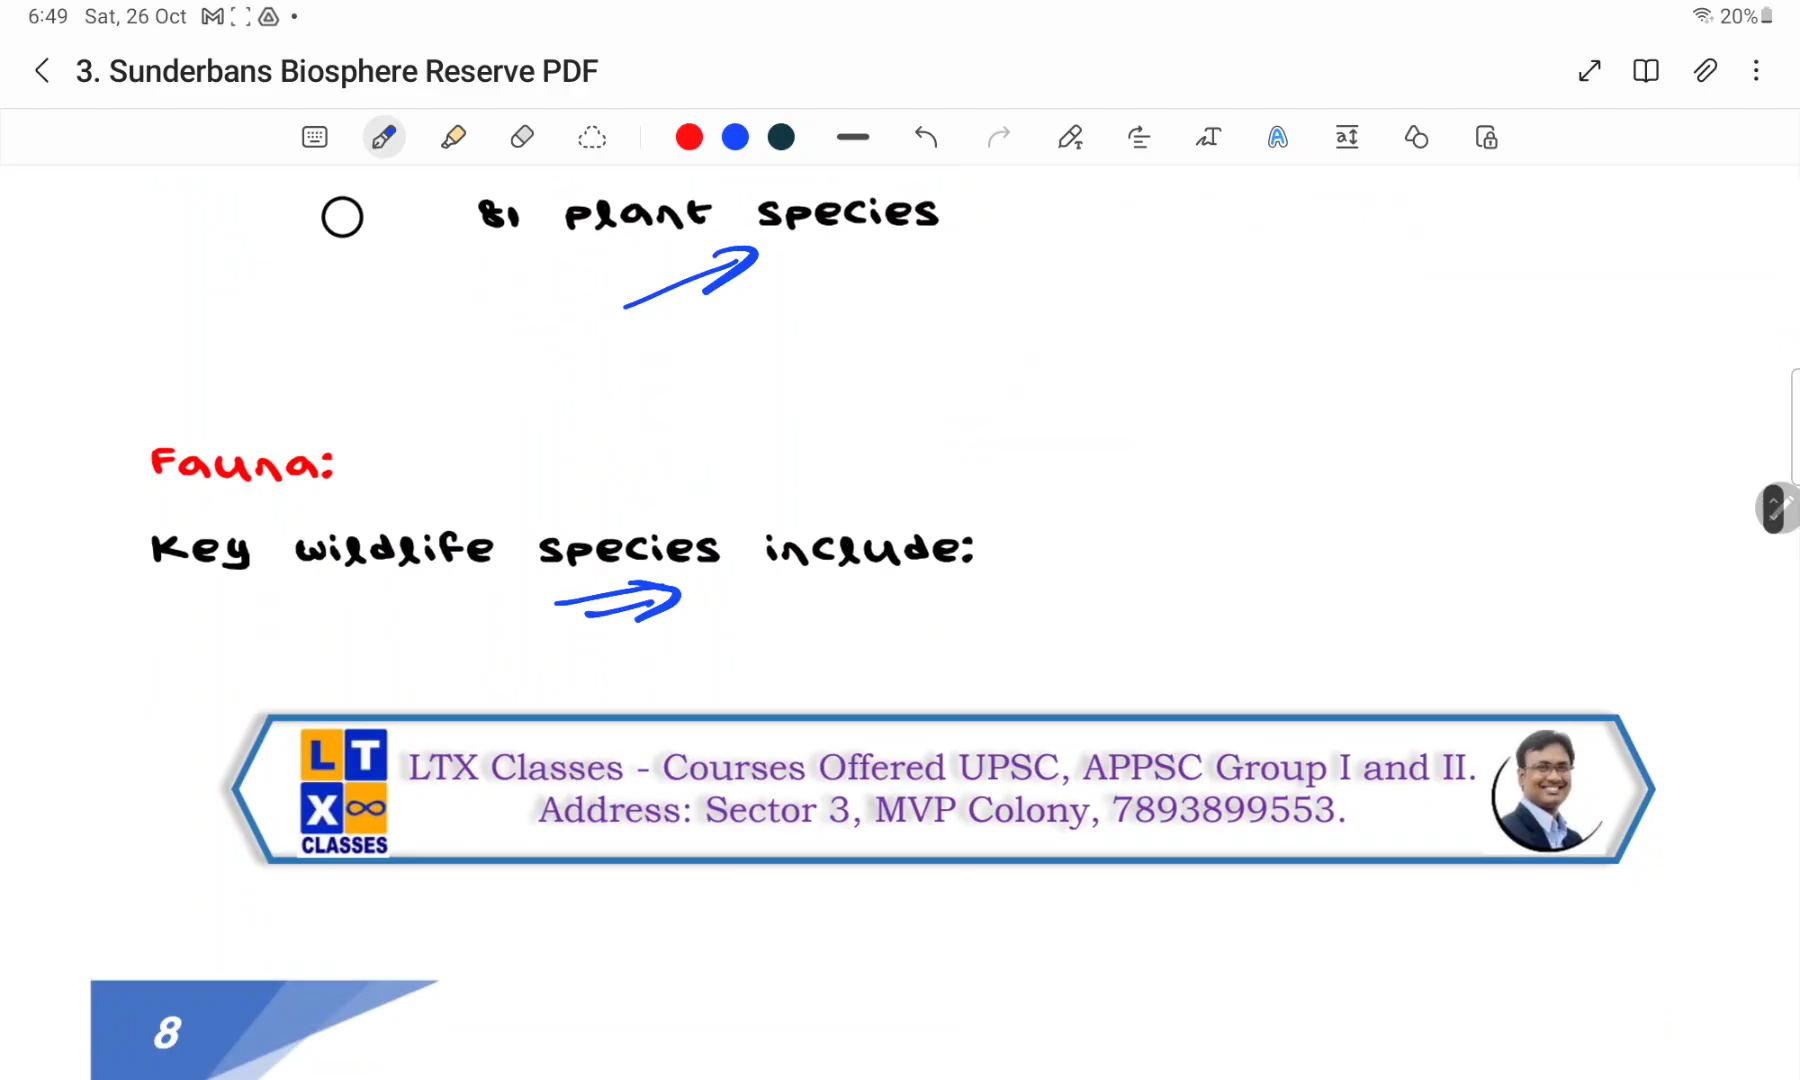 6:49 Sat, 26 Oct
20%
3. Sunderbans Biosphere Reserve PDF
81 plant species
Fauna:
Key wildlife species include:
LTX Classes - Courses Offered UPSC, APPSC Group I and II.
Address: Sector 3, MVP Colony, 7893899553.
L T
X ∞
CLASSES
8